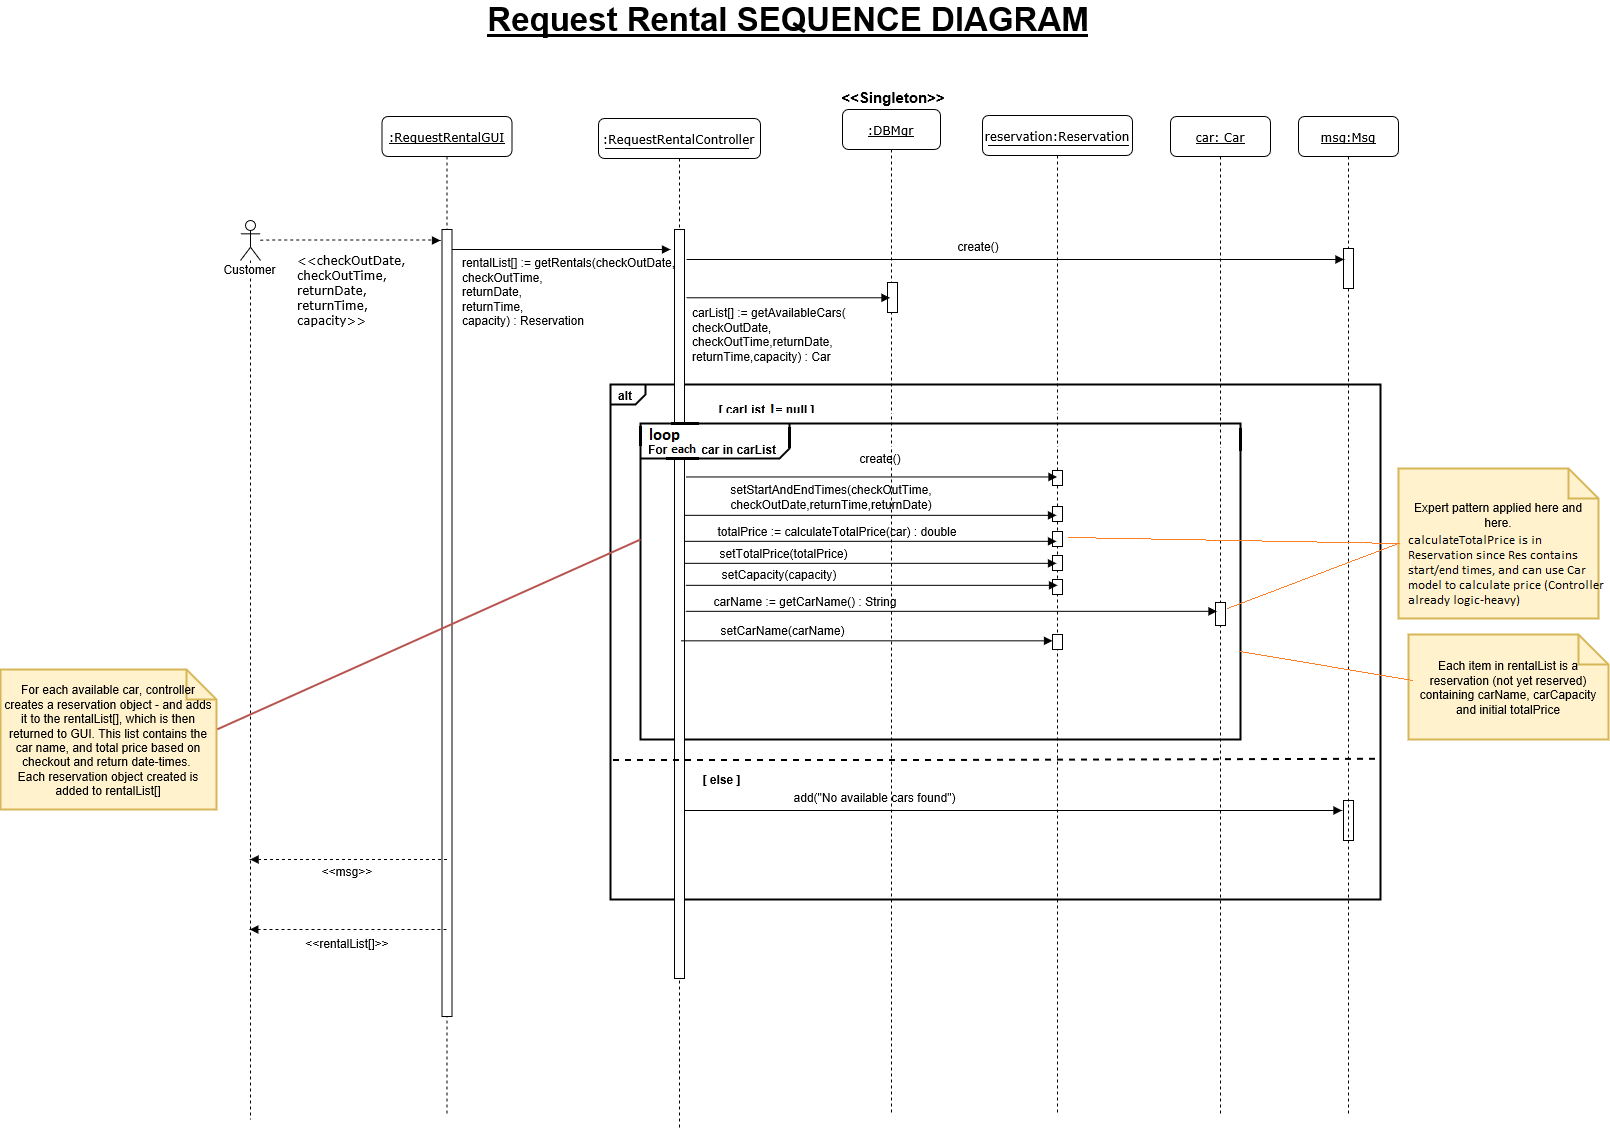 Request Rental SEQUENCE DIAGRAM
<<Singleton>>
:RequestRentalGUI
:RequestRentalController
:DBMgr
reservation:Reservation
car: Car
msg:Msg
Customer
<<checkOutDate,
checkOutTime,
returnDate,
returnTime,
capacity>>
rentalList[] := getRentals(checkOutDate,
checkOutTime,
returnDate,
returnTime,
capacity) : Reservation
create()
carList[] := getAvailableCars(
checkOutDate,
checkOutTime,returnDate,
returnTime,capacity) : Car
alt
[ carList != null ]
loop
For each car in carList
create()
setStartAndEndTimes(checkOutTime,
checkOutDate,returnTime,returnDate)
totalPrice := calculateTotalPrice(car) : double
setTotalPrice(totalPrice)
setCapacity(capacity)
carName := getCarName() : String
setCarName(carName)
Expert pattern applied here and
here.
calculateTotalPrice is in
Reservation since Res contains
start/end times, and can use Car
model to calculate price (Controller
already logic-heavy)
Each item in rentalList is a
reservation (not yet reserved)
containing carName, carCapacity
and initial totalPrice
For each available car, controller
creates a reservation object - and adds
it to the rentalList[], which is then
returned to GUI. This list contains the
car name, and total price based on
checkout and return date-times.
Each reservation object created is
added to rentalList[]
[ else ]
add("No available cars found")
<<msg>>
<<rentalList[]>>